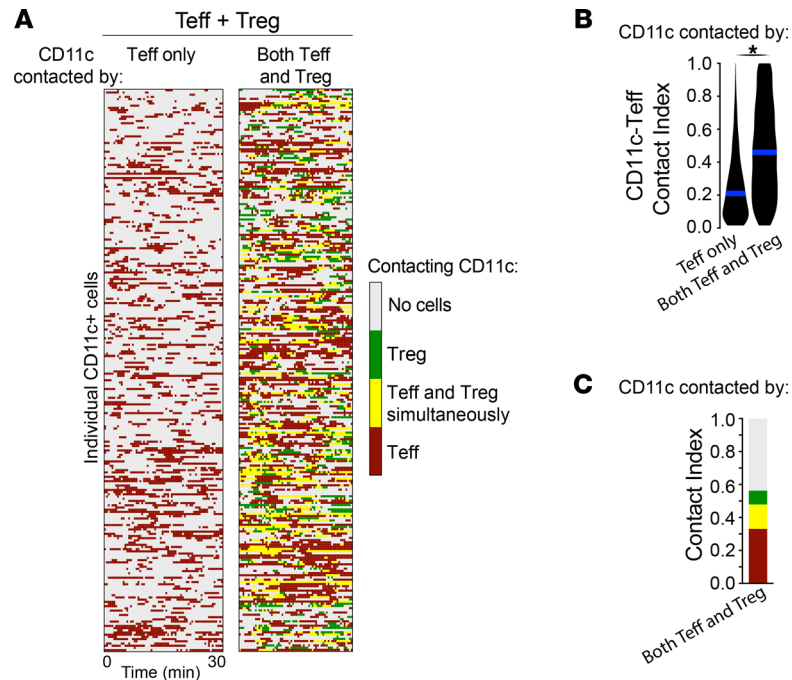 A
Teff + Treg
CD11c
contacted by:
Teff only
Both Teff
and Treg
Individual CD11c+ cells
0
30
Time (min)
Contacting CD11c:
No cells
Treg
Teff and Treg
simultaneously
Teff
B
CD11c contacted by:
*
CD11c-Teff
Contact Index
1.0
0.8
0.6
0.4
0.2
0.0
Teff only
Both Teff and Treg
C
CD11c contacted by:
Contact Index
1.0
0.8
0.6
0.4
0.2
0.0
Both Teff and Treg